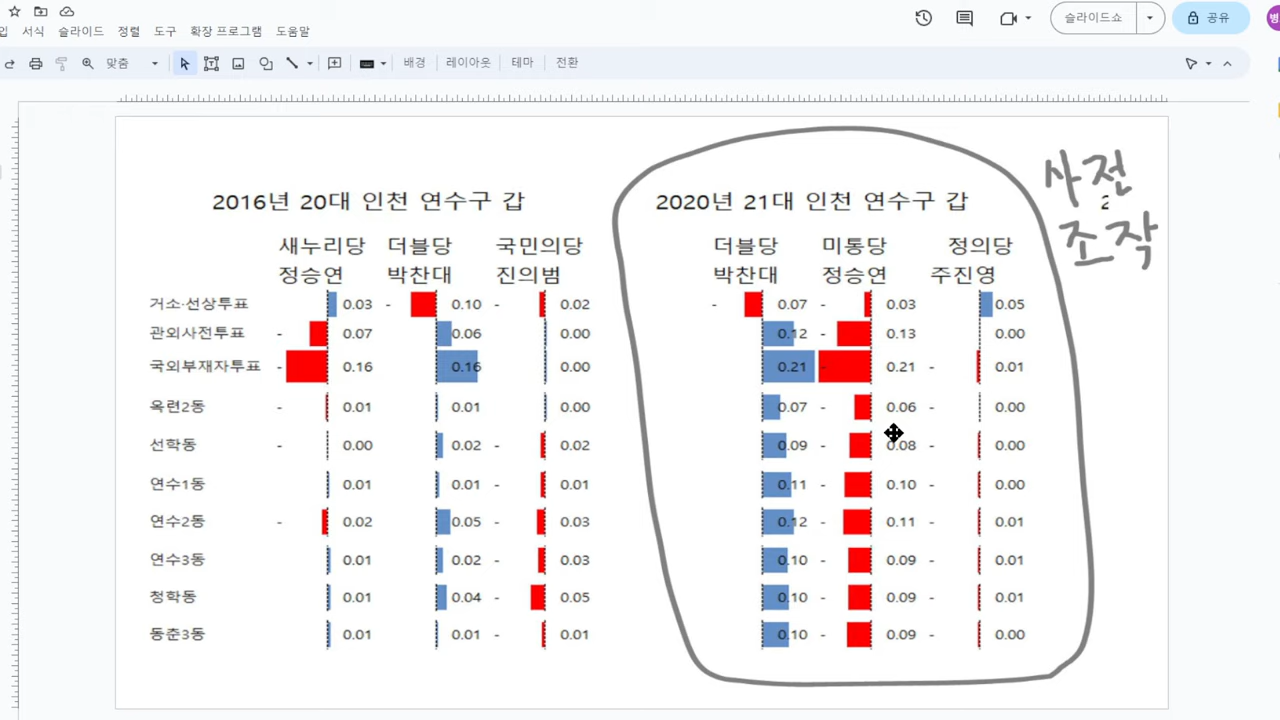 입 서식 슬라이드 정렬 도구 확장 프로그램 도움말
슬라이드쇼
공유
병
맞춤
배경 레이아웃 테마 전환
2016년 20대 인천 연수구 갑
새누리당 더블당 국민의당
정승연 박찬대 진의범
거소·선상투표 0.03 - 0.10 - 0.02
관외사전투표 - 0.07 0.06 0.00
국외부재자투표 - 0.16 0.16 0.00
옥련2동 - 0.01 0.01 0.00
선학동 - 0.00 0.02 - 0.02
연수1동 0.01 0.01 - 0.01
연수2동 - 0.02 0.05 - 0.03
연수3동 0.01 0.02 - 0.03
청학동 0.01 0.04 - 0.05
동춘3동 0.01 0.01 - 0.01
2020년 21대 인천 연수구 갑
더블당 미통당 정의당
박찬대 정승연 주진영
- 0.07 - 0.03 0.05
0.12 - 0.13 0.00
0.21 - 0.21 - 0.01
0.07 - 0.06 - 0.00
0.09 - 0.08 - 0.00
0.11 - 0.10 - 0.00
0.12 - 0.11 - 0.01
0.10 - 0.09 - 0.01
0.10 - 0.09 - 0.01
0.10 - 0.09 - 0.00
사전
2
조작